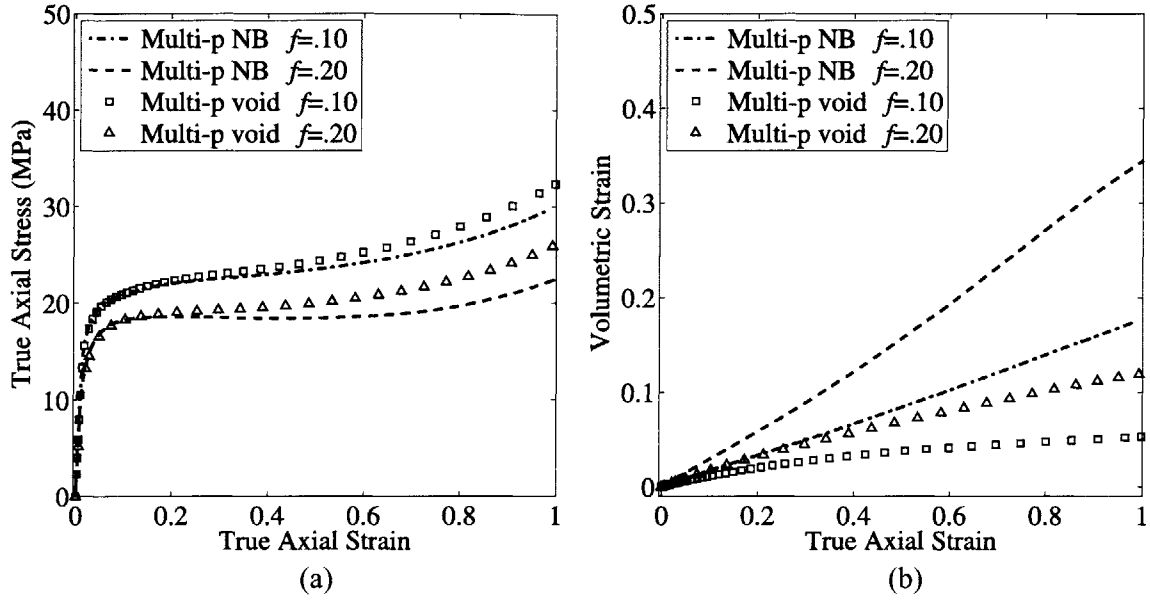 50
40
30
20
10
0
True Axial Stress (MPa)
Multi-p NB f=.10
Multi-p NB f=.20
Multi-p void f=.10
Multi-p void f=.20
0
0.2
0.4
0.6
0.8
1
True Axial Strain
(a)
0.5
0.4
0.3
0.2
0.1
0
Volumetric Strain
Multi-p NB f=.10
Multi-p NB f=.20
Multi-p void f=.10
Multi-p void f=.20
0
0.2
0.4
0.6
0.8
1
True Axial Strain
(b)